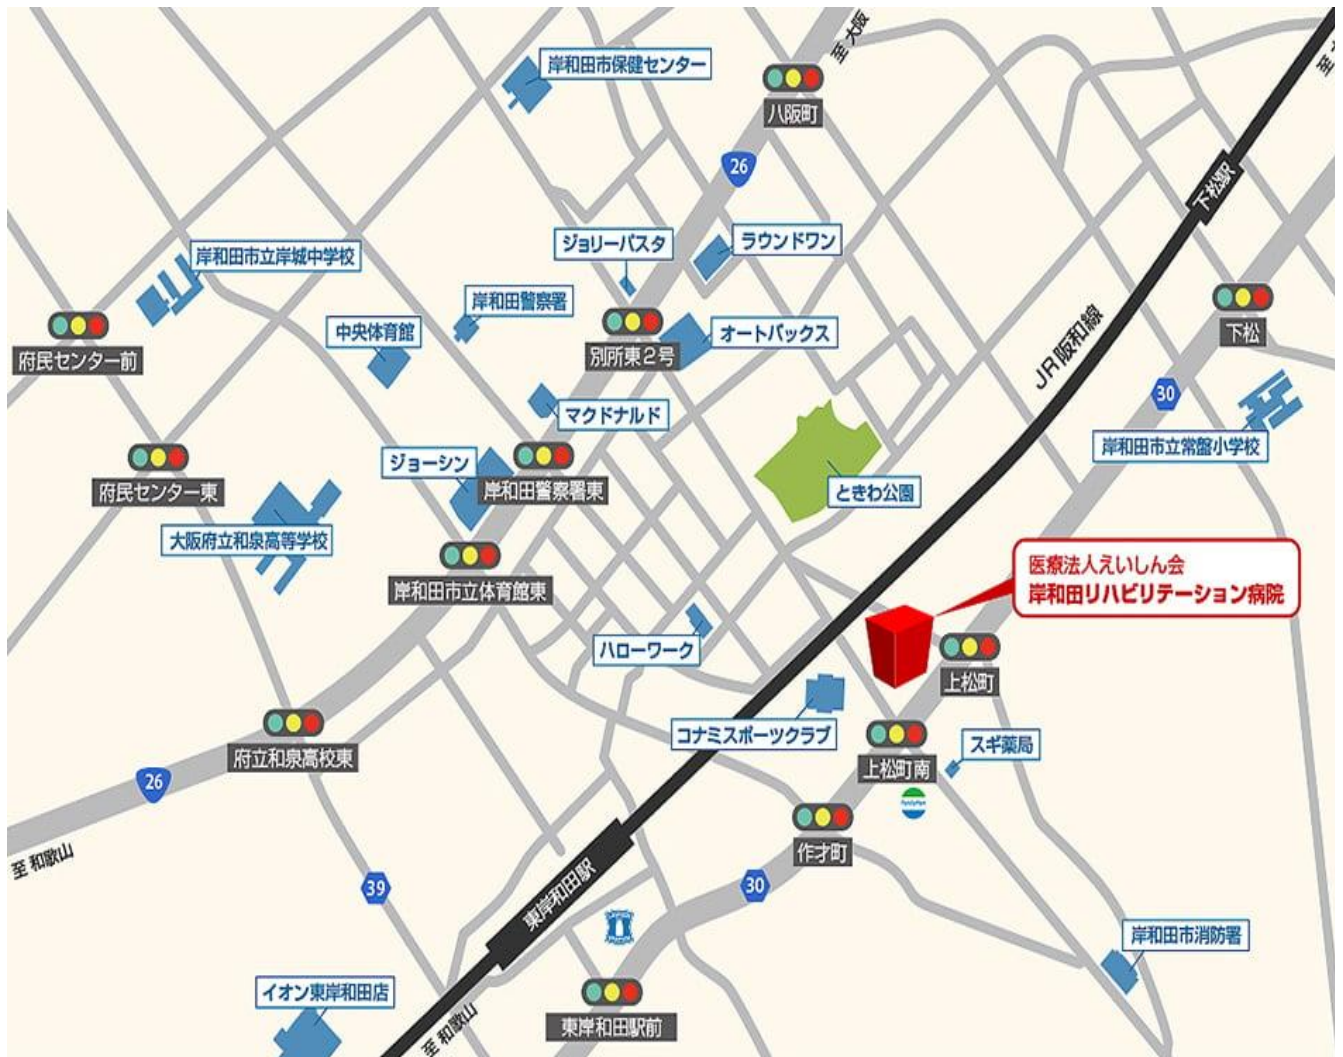 至 大阪
岸和田市保健センター
至
八阪町
26
下松駅
ジョリーパスタ
ラウンドワン
岸和田市立岸城中学校
岸和田警察署
下松
中央体育館
オートバックス
府民センター前
別所東2号
JR阪和線
30
マクドナルド
岸和田市立常盤小学校
ジョーシン
府民センター東
岸和田警察署東
ときわ公園
大阪府立和泉高等学校
医療法人えいしん会
岸和田リハビリテーション病院
岸和田市立体育館東
ハローワーク
上松町
コナミスポーツクラブ
スギ薬局
府立和泉高校東
上松町南
26
FamilyMart
至 和歌山
作才町
39
30
東岸和田駅
岸和田市消防署
イオン東岸和田店
東岸和田駅前
至 和歌山